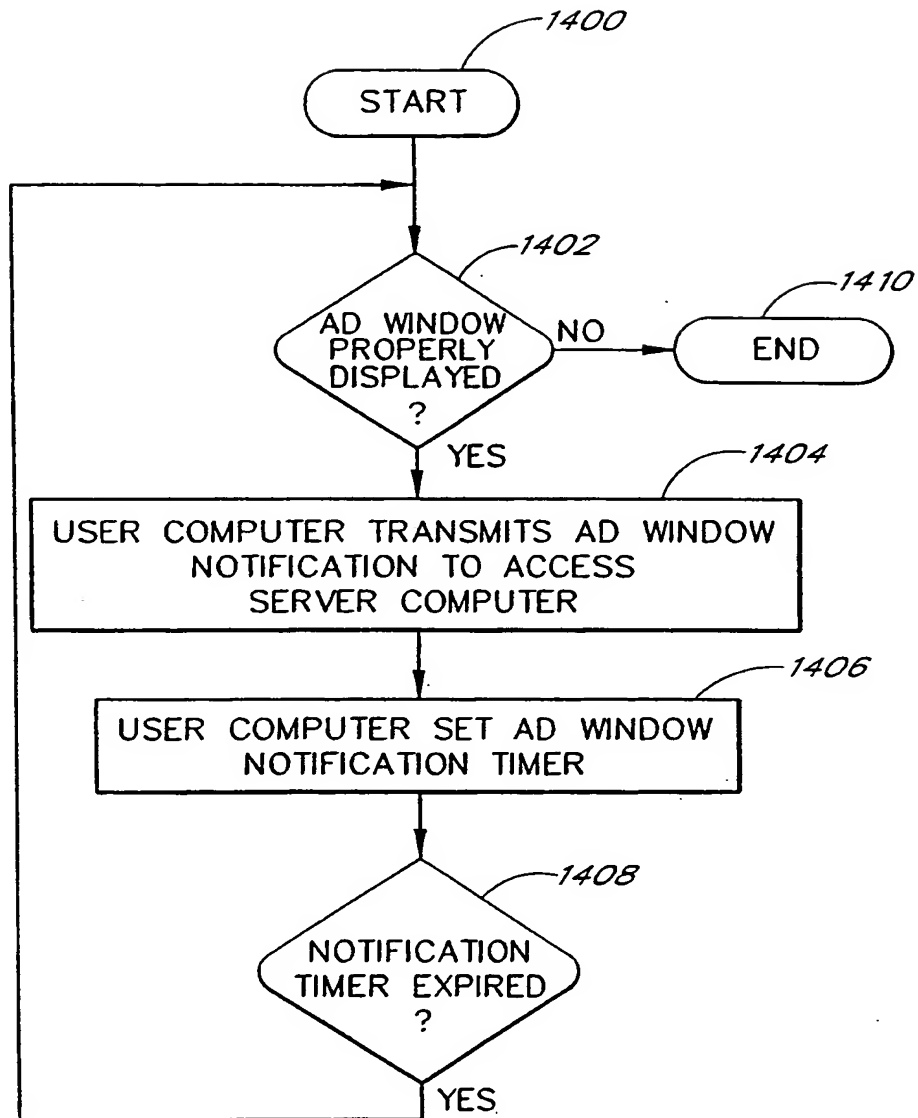 1400
START
1402
1410
AD WINDOW
PROPERLY
DISPLAYED
?
NO
END
YES
1404
USER COMPUTER TRANSMITS AD WINDOW
NOTIFICATION TO ACCESS
SERVER COMPUTER
1406
USER COMPUTER SET AD WINDOW
NOTIFICATION TIMER
1408
NOTIFICATION
TIMER EXPIRED
?
YES